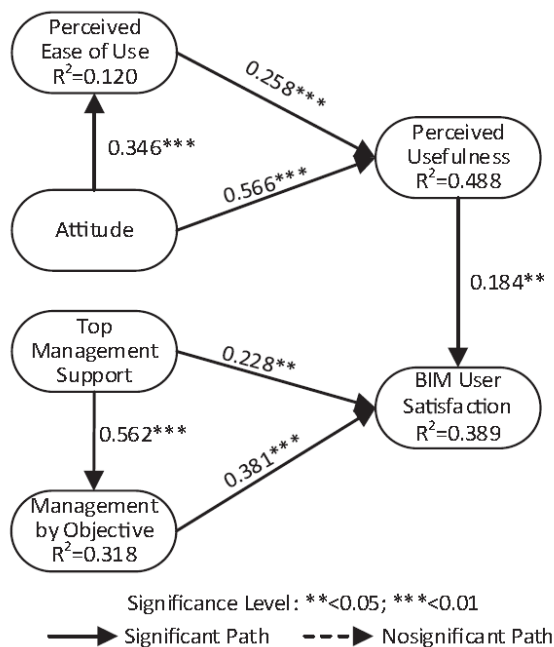 Perceived
Ease of Use
R²=0.120
0.258***
Perceived
Usefulness
R²=0.488
0.346***
0.566***
Attitude
0.184**
Top
Management
Support
0.228**
BIM User
Satisfaction
R²=0.389
0.562***
0.381***
Management
by Objective
R²=0.318
Significance Level: **<0.05; ***<0.01
Significant Path
Nosignificant Path